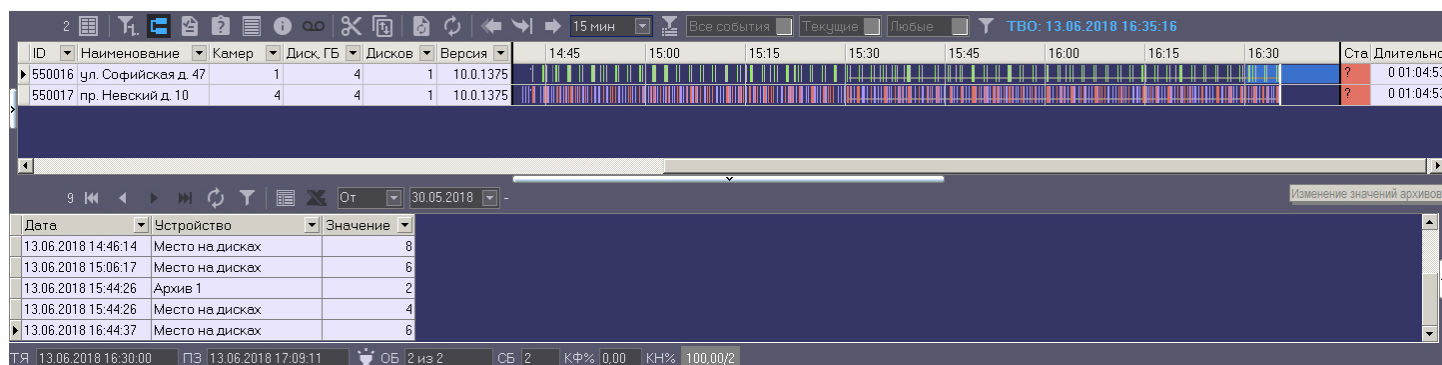 2 15 мин Все события Текущие Любые ТВО: 13.06.2018 16:35:16
ID Наименование Камер Диск, ГБ Дисков Версия 14:45 15:00 15:15 15:30 15:45 16:00 16:15 16:30 Ста Длительно
550016 ул. Софийская д. 47 1 4 1 10.0.1375 ? 0 01:04:53
550017 пр. Невский д. 10 4 4 1 10.0.1375 ? 0 01:04:53
9 От 30.05.2018 - Изменение значений архивов
Дата Устройство Значение
13.06.2018 14:46:14 Место на дисках 8
13.06.2018 15:06:17 Место на дисках 6
13.06.2018 15:44:26 Архив 1 2
13.06.2018 15:44:26 Место на дисках 4
13.06.2018 16:44:37 Место на дисках 6
ТЯ 13.06.2018 16:30:00 ПЗ 13.06.2018 17:09:11 ОБ 2 из 2 СБ 2 КФ% 0,00 КН% 100,00/2